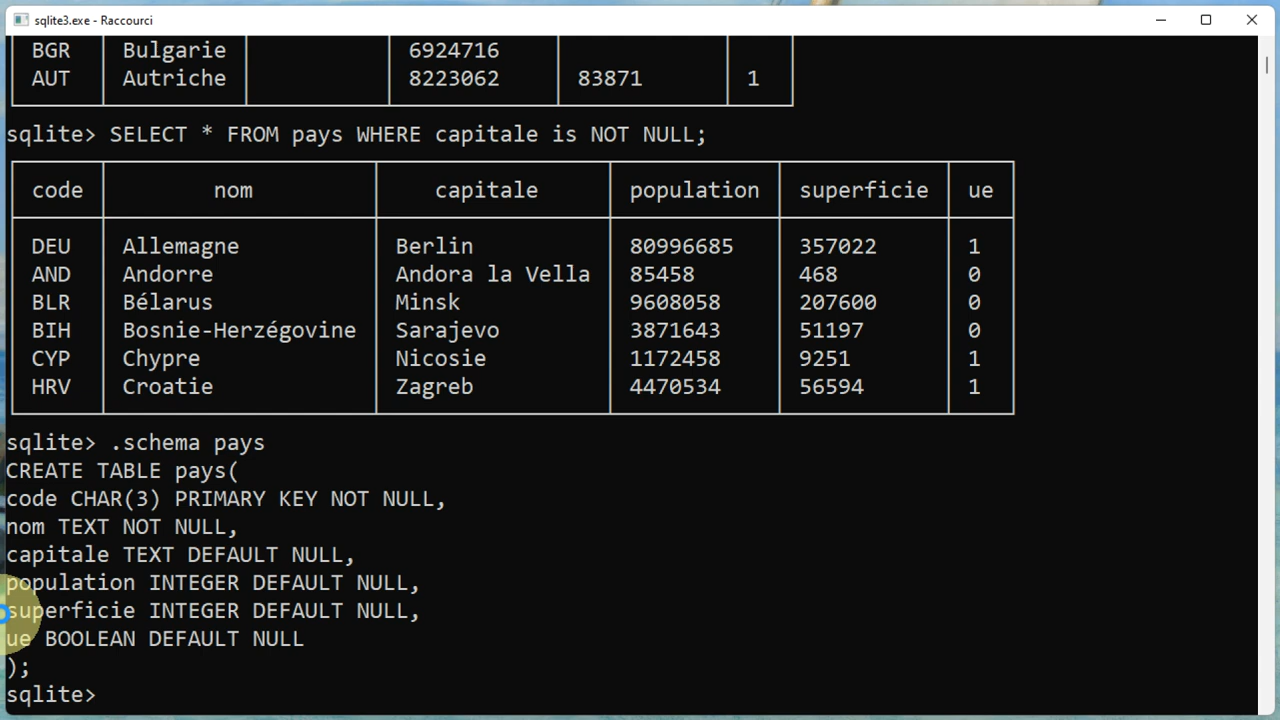 sqlite3.exe - Raccourci
BGR Bulgarie 6924716
AUT Autriche 8223062 83871 1
sqlite> SELECT * FROM pays WHERE capitale is NOT NULL;
code nom capitale population superficie ue
DEU Allemagne Berlin 80996685 357022 1
AND Andorre Andora la Vella 85458 468 0
BLR Bélarus Minsk 9608058 207600 0
BIH Bosnie-Herzégovine Sarajevo 3871643 51197 0
CYP Chypre Nicosie 1172458 9251 1
HRV Croatie Zagreb 4470534 56594 1
sqlite> .schema pays
CREATE TABLE pays(
code CHAR(3) PRIMARY KEY NOT NULL,
nom TEXT NOT NULL,
capitale TEXT DEFAULT NULL,
population INTEGER DEFAULT NULL,
superficie INTEGER DEFAULT NULL,
ue BOOLEAN DEFAULT NULL
);
sqlite>